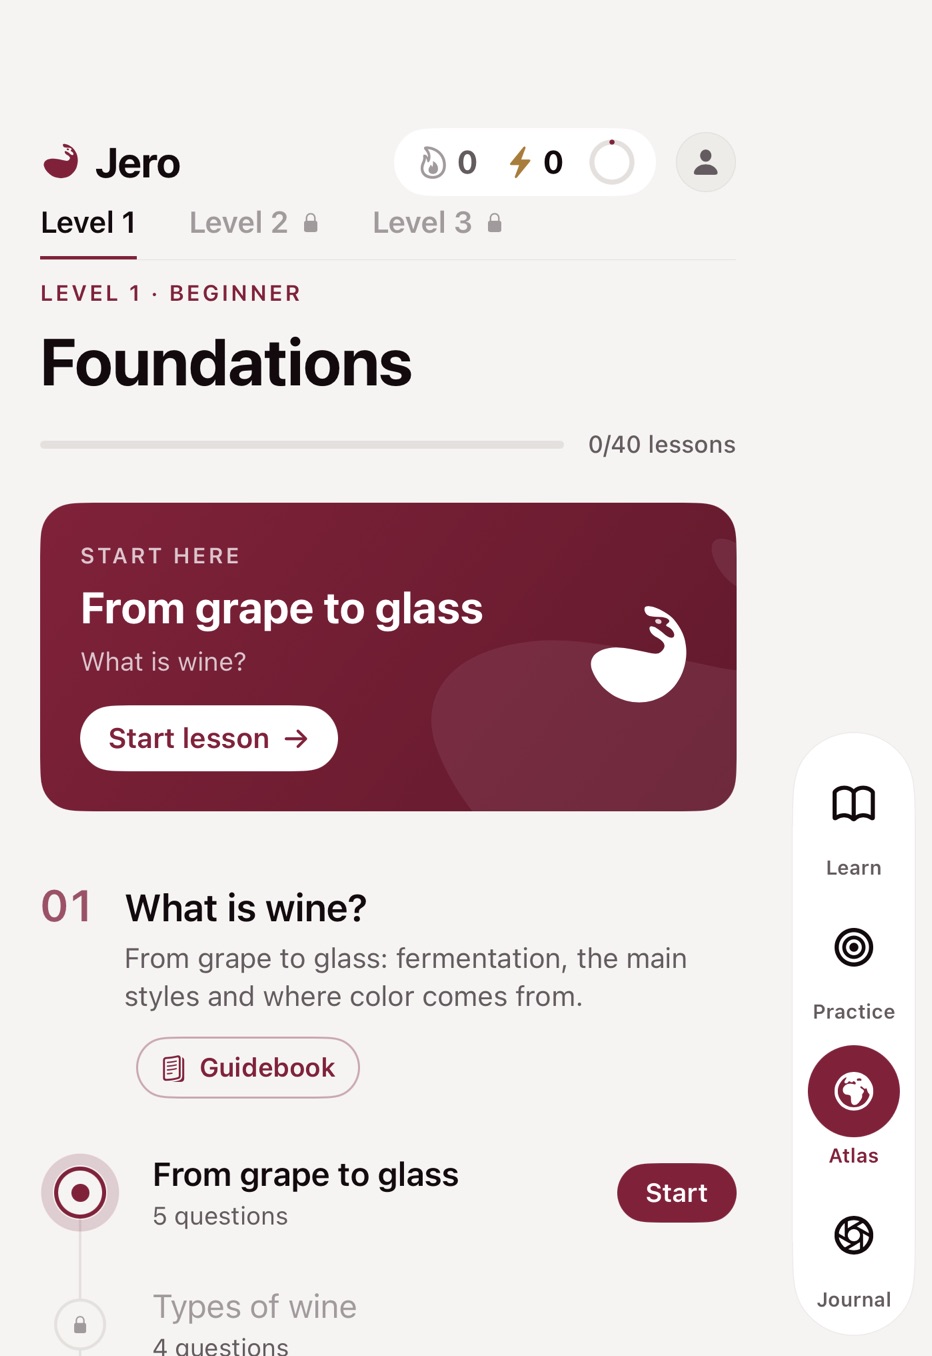 Jero
0
0
Level 1
Level 2
Level 3
LEVEL 1 · BEGINNER
Foundations
0/40 lessons
START HERE
From grape to glass
What is wine?
Start lesson →
01 What is wine?
From grape to glass: fermentation, the main
styles and where color comes from.
Guidebook
From grape to glass
5 questions
Start
Types of wine
4 questions
Learn
Practice
Atlas
Journal